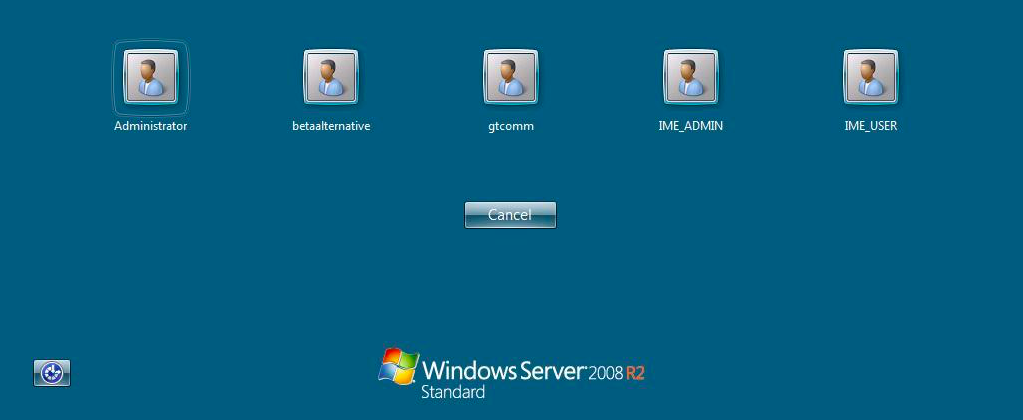 Administrator
betaalternative
gtcomm
IME_ADMIN
IME_USER
Cancel
Windows Server 2008 R2
Standard